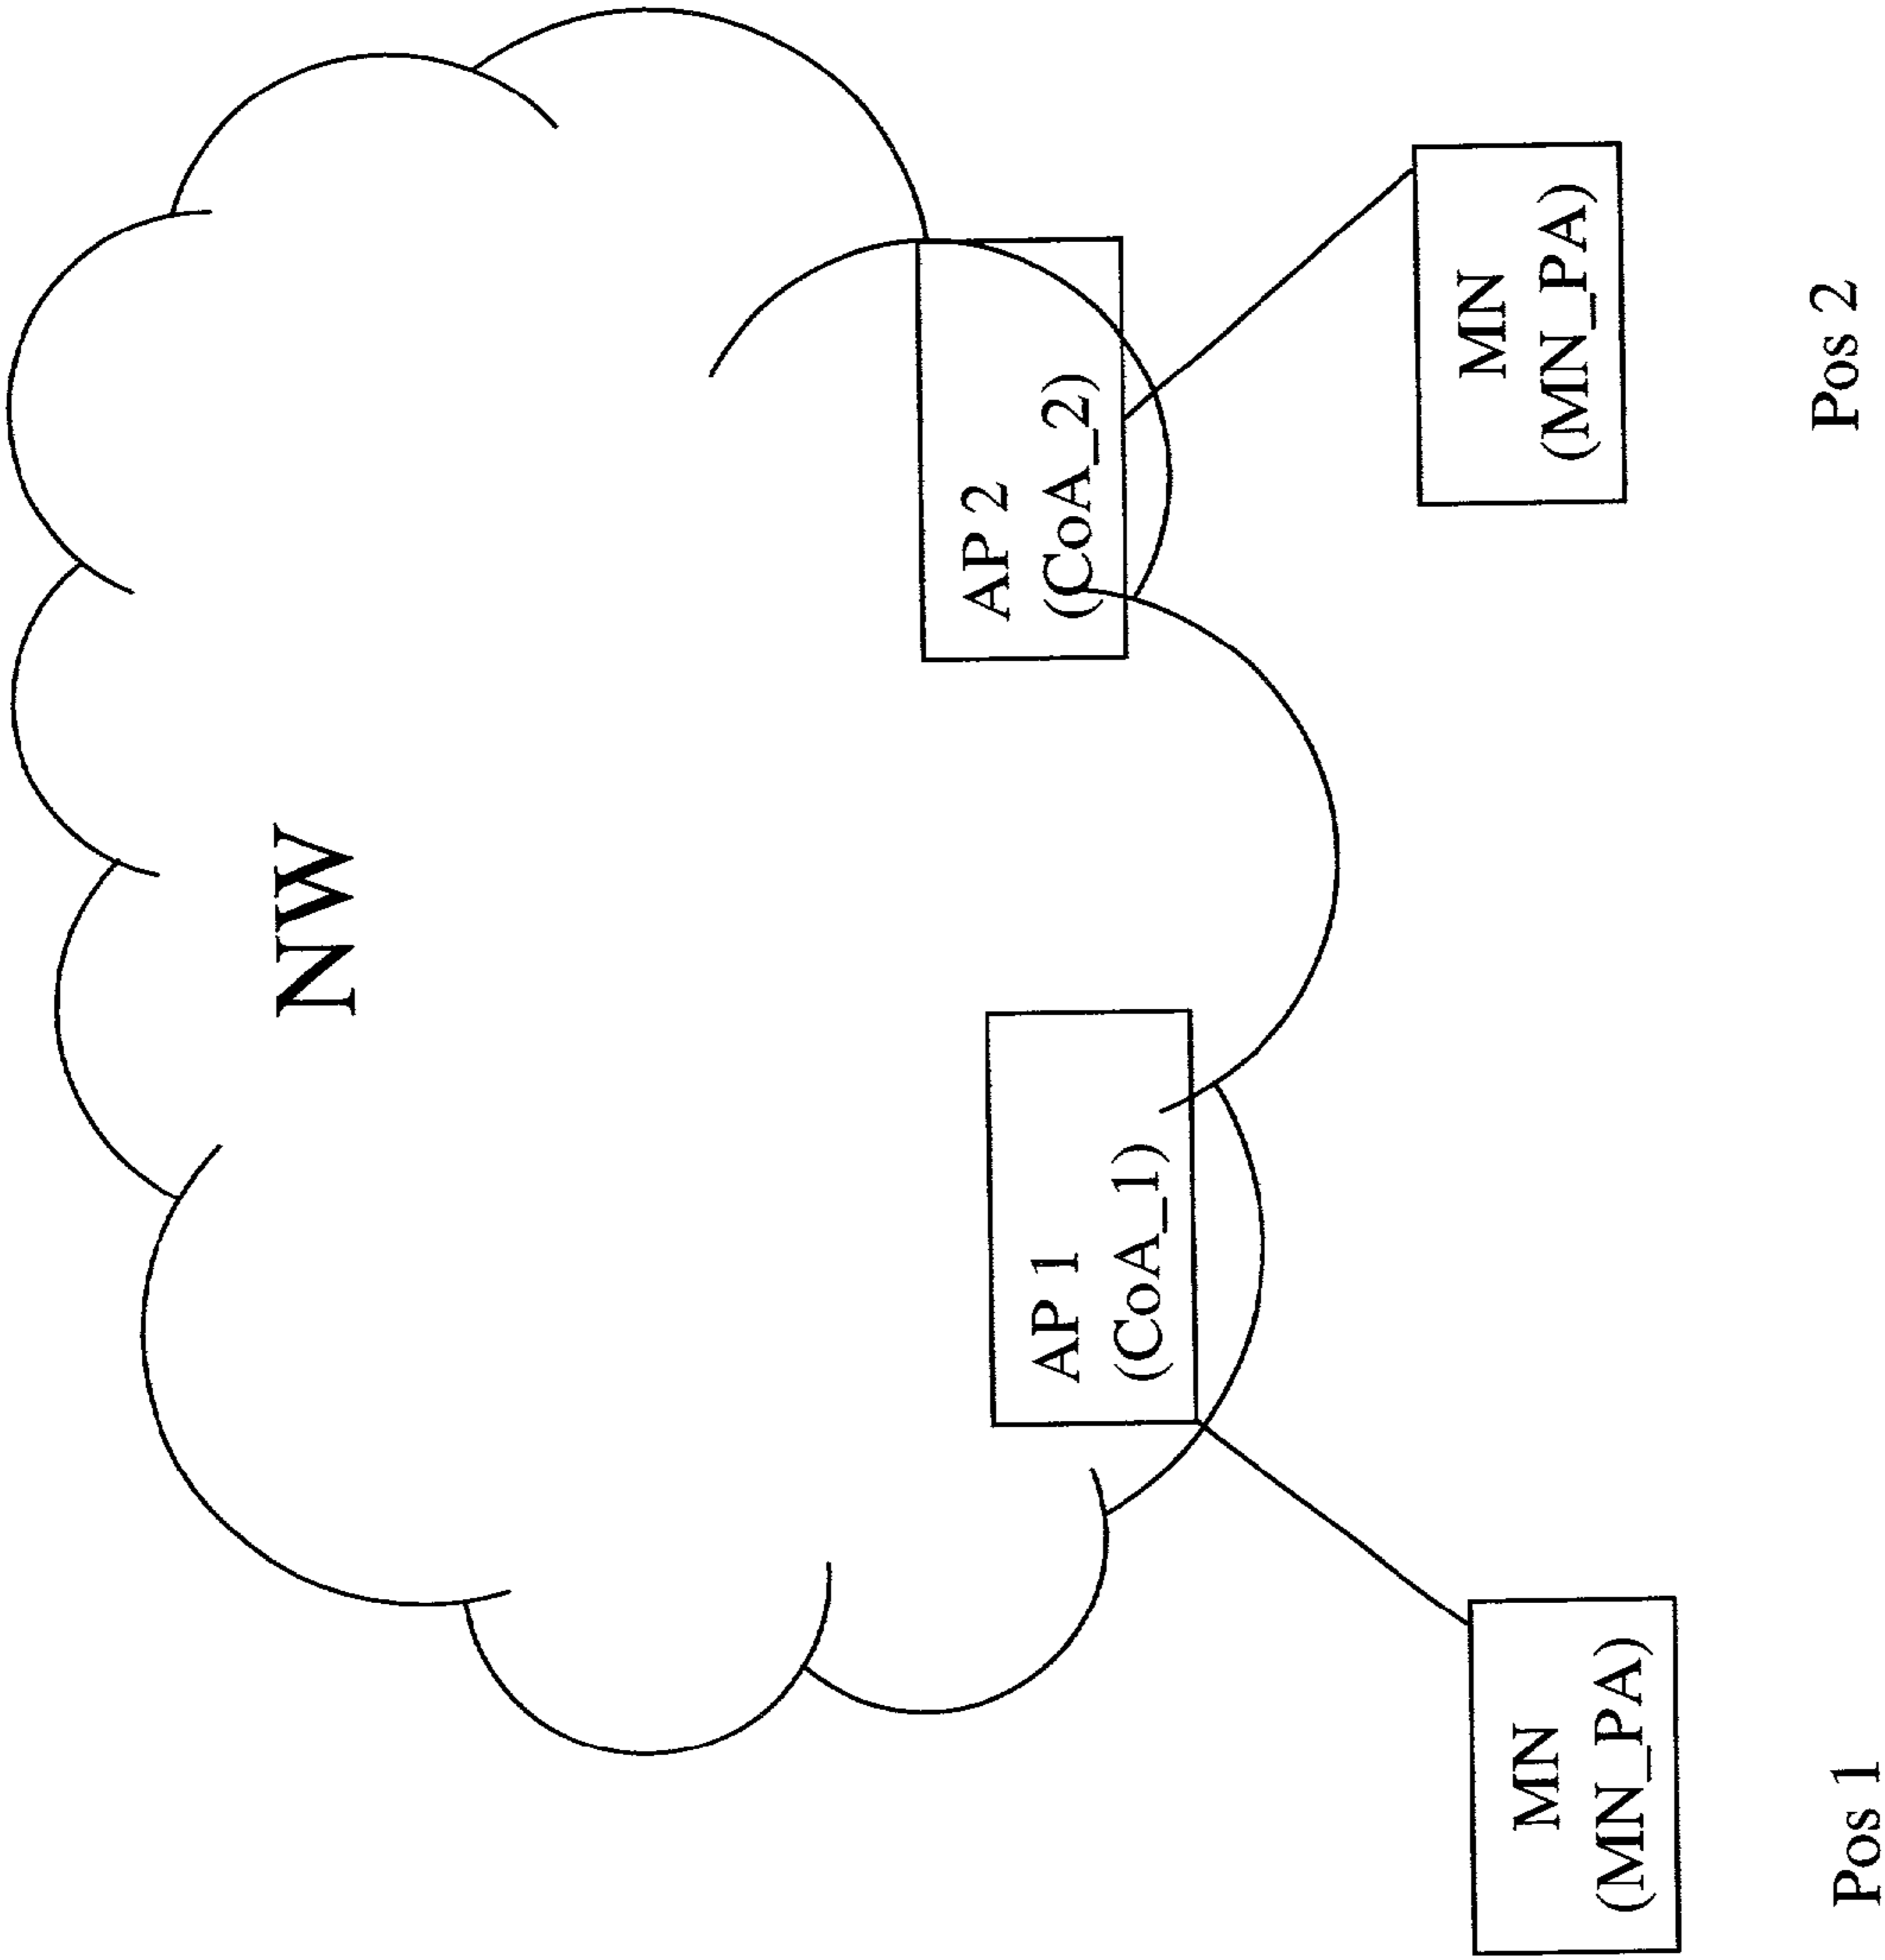 NW
AP 1
(CoA_1)
AP 2
(CoA_2)
MN
(MN_PA)
Pos 1
MN
(MN_PA)
Pos 2